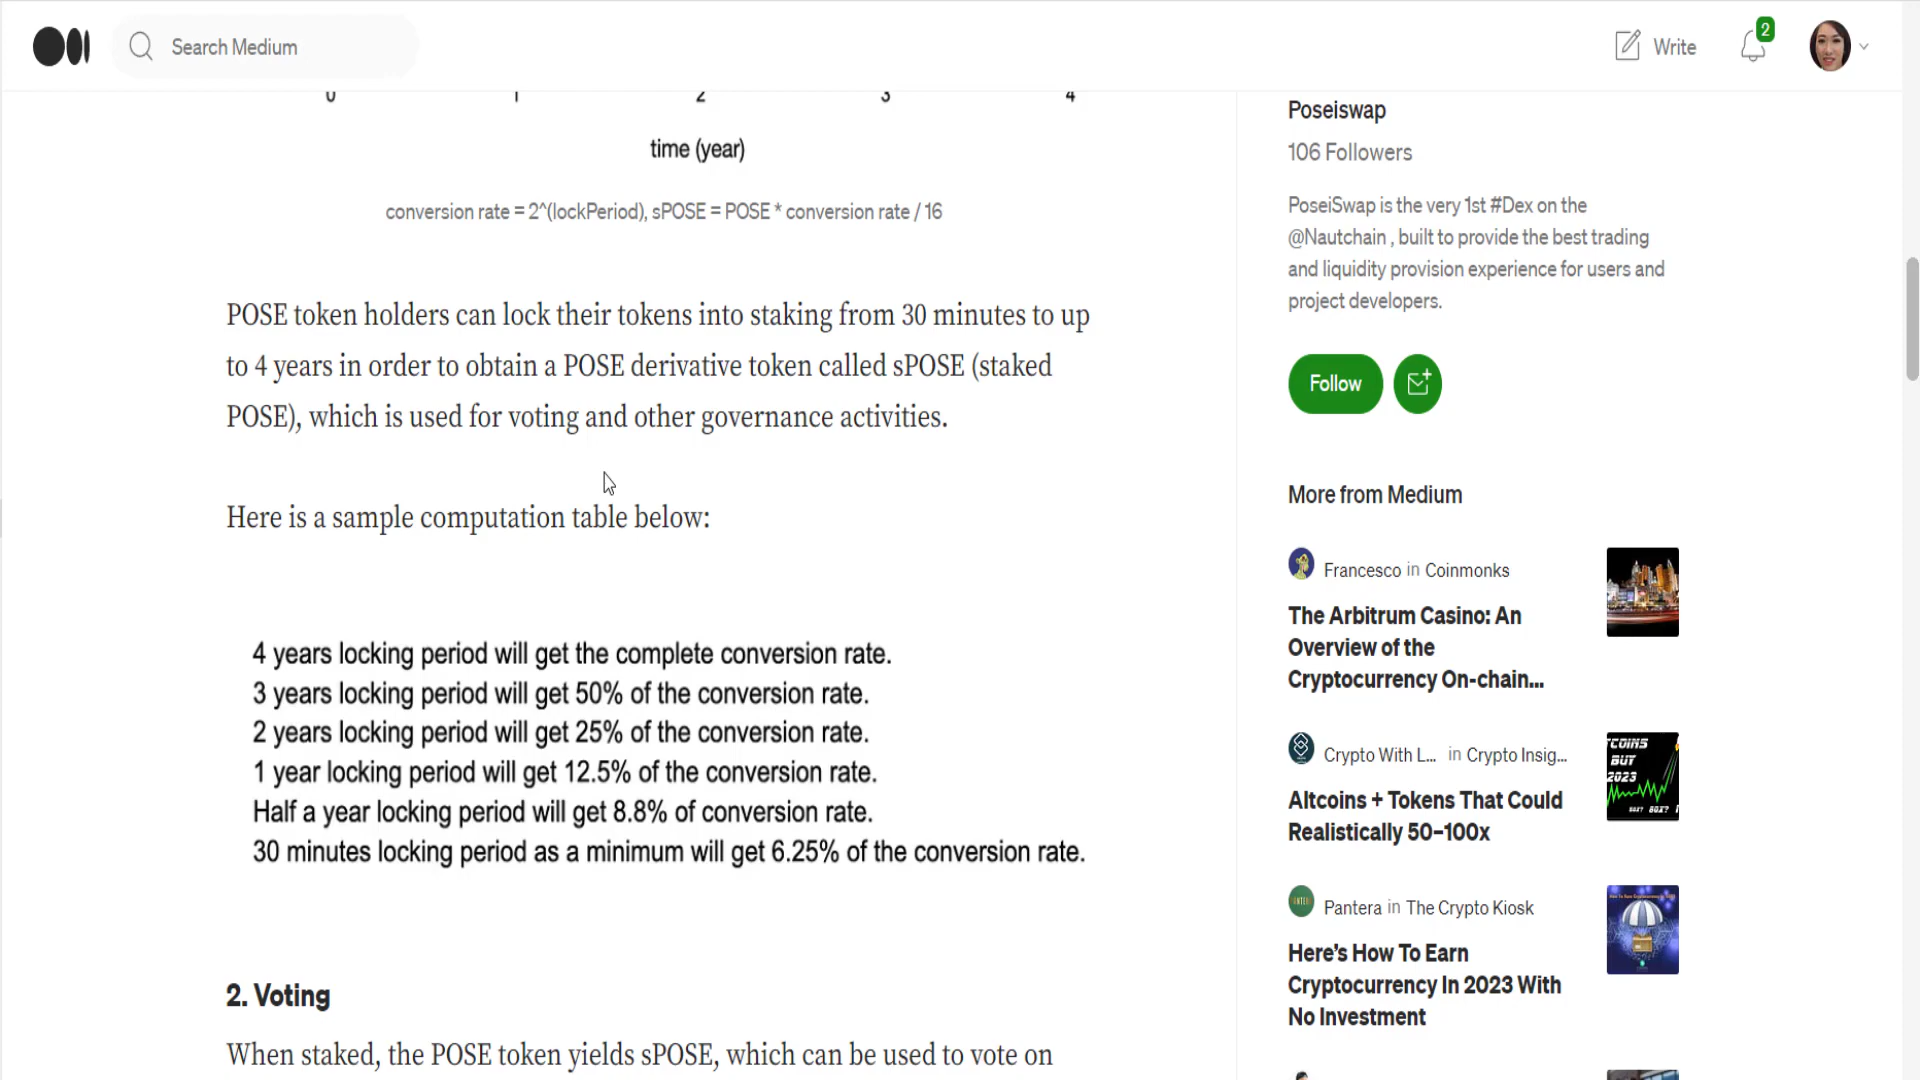 Search Medium
Write
2
0 1 2 3 4
time (year)
conversion rate = 2^(lockPeriod), sPOSE = POSE * conversion rate / 16
POSE token holders can lock their tokens into staking from 30 minutes to up
to 4 years in order to obtain a POSE derivative token called sPOSE (staked
POSE), which is used for voting and other governance activities.
Here is a sample computation table below:
4 years locking period will get the complete conversion rate.
3 years locking period will get 50% of the conversion rate.
2 years locking period will get 25% of the conversion rate.
1 year locking period will get 12.5% of the conversion rate.
Half a year locking period will get 8.8% of conversion rate.
30 minutes locking period as a minimum will get 6.25% of the conversion rate.
2. Voting
When staked, the POSE token yields sPOSE, which can be used to vote on
Poseiswap
106 Followers
PoseiSwap is the very 1st #Dex on the
@Nautchain , built to provide the best trading
and liquidity provision experience for users and
project developers.
Follow
More from Medium
Francesco in Coinmonks
The Arbitrum Casino: An
Overview of the
Cryptocurrency On-chain...
Crypto With L... in Crypto Insig...
Altcoins + Tokens That Could
Realistically 50–100x
TCOINS
BUY
2023
Pantera in The Crypto Kiosk
Here's How To Earn
Cryptocurrency In 2023 With
No Investment